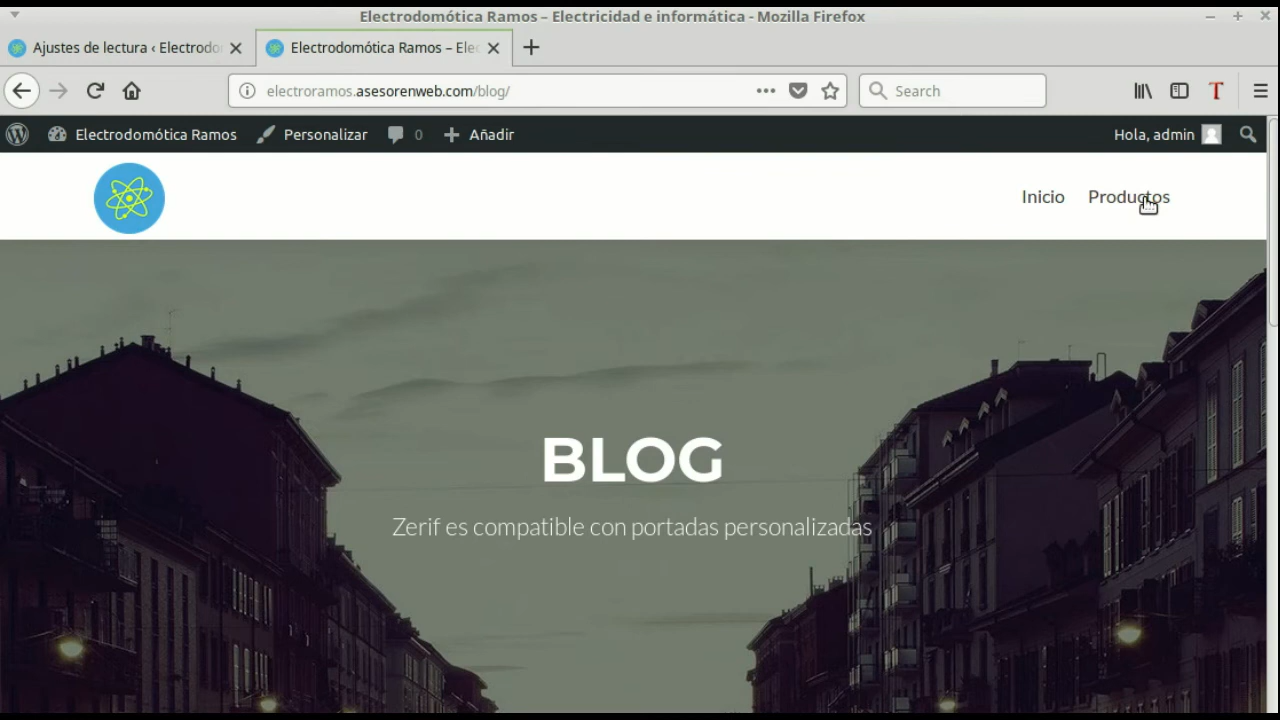 Electrodomótica Ramos – Electricidad e informática - Mozilla Firefox
Ajustes de lectura ‹ Electrodo
Electrodomótica Ramos – Elec
electroramos.asesorenweb.com/blog/
Search
Electrodomótica Ramos
Personalizar
0
Añadir
Hola, admin
Inicio
Productos
BLOG
Zerif es compatible con portadas personalizadas